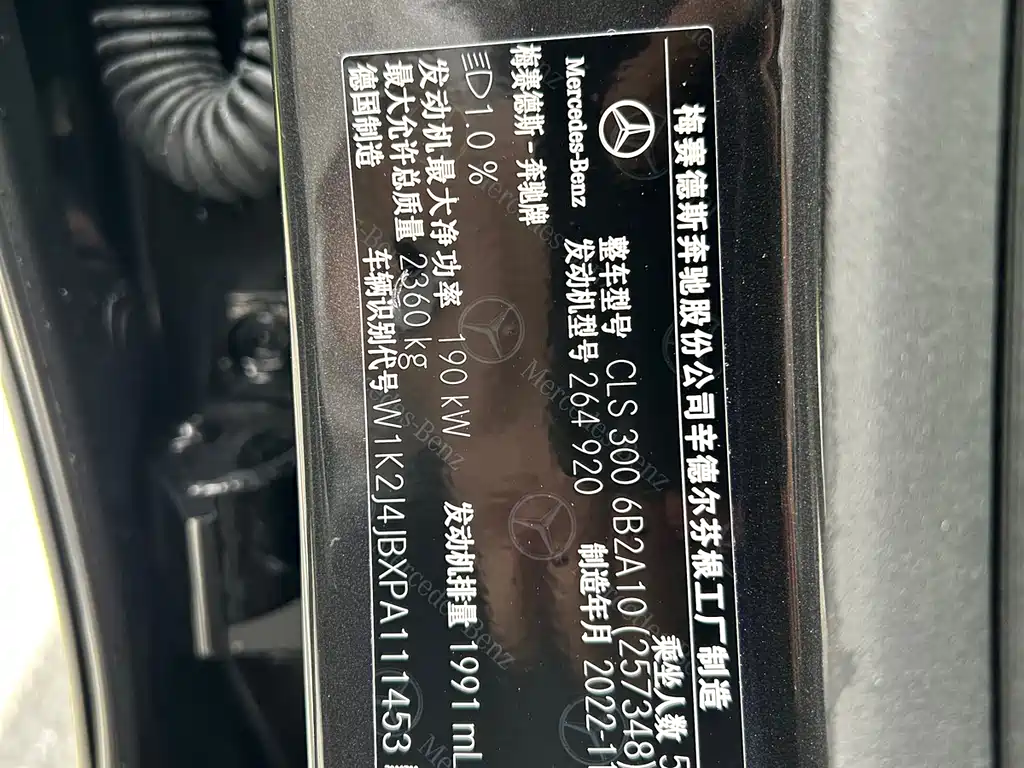 梅赛德斯奔驰股份公司辛德尔芬根工厂制造
乘坐人数 5
Mercedes-Benz
整车型号 CLS 300 6B2A10 (257348)
发动机型号 264 920
制造年月 2022-11
梅赛德斯-奔驰牌
1.0 %
发动机最大净功率 190 kW
发动机排量 1991 mL
最大允许总质量 2360 kg
德国制造
车辆识别代号 W1K2J4JBXPA111453